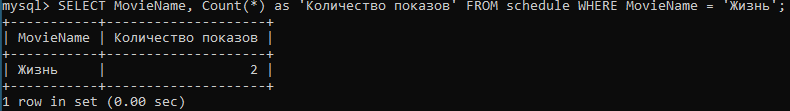 mysql> SELECT MovieName, Count(*) as 'Количество показов' FROM schedule WHERE MovieName = 'Жизнь';
+-----------+--------------------+
| MovieName | Количество показов |
+-----------+--------------------+
| Жизнь     |                  2 |
+-----------+--------------------+
1 row in set (0.00 sec)